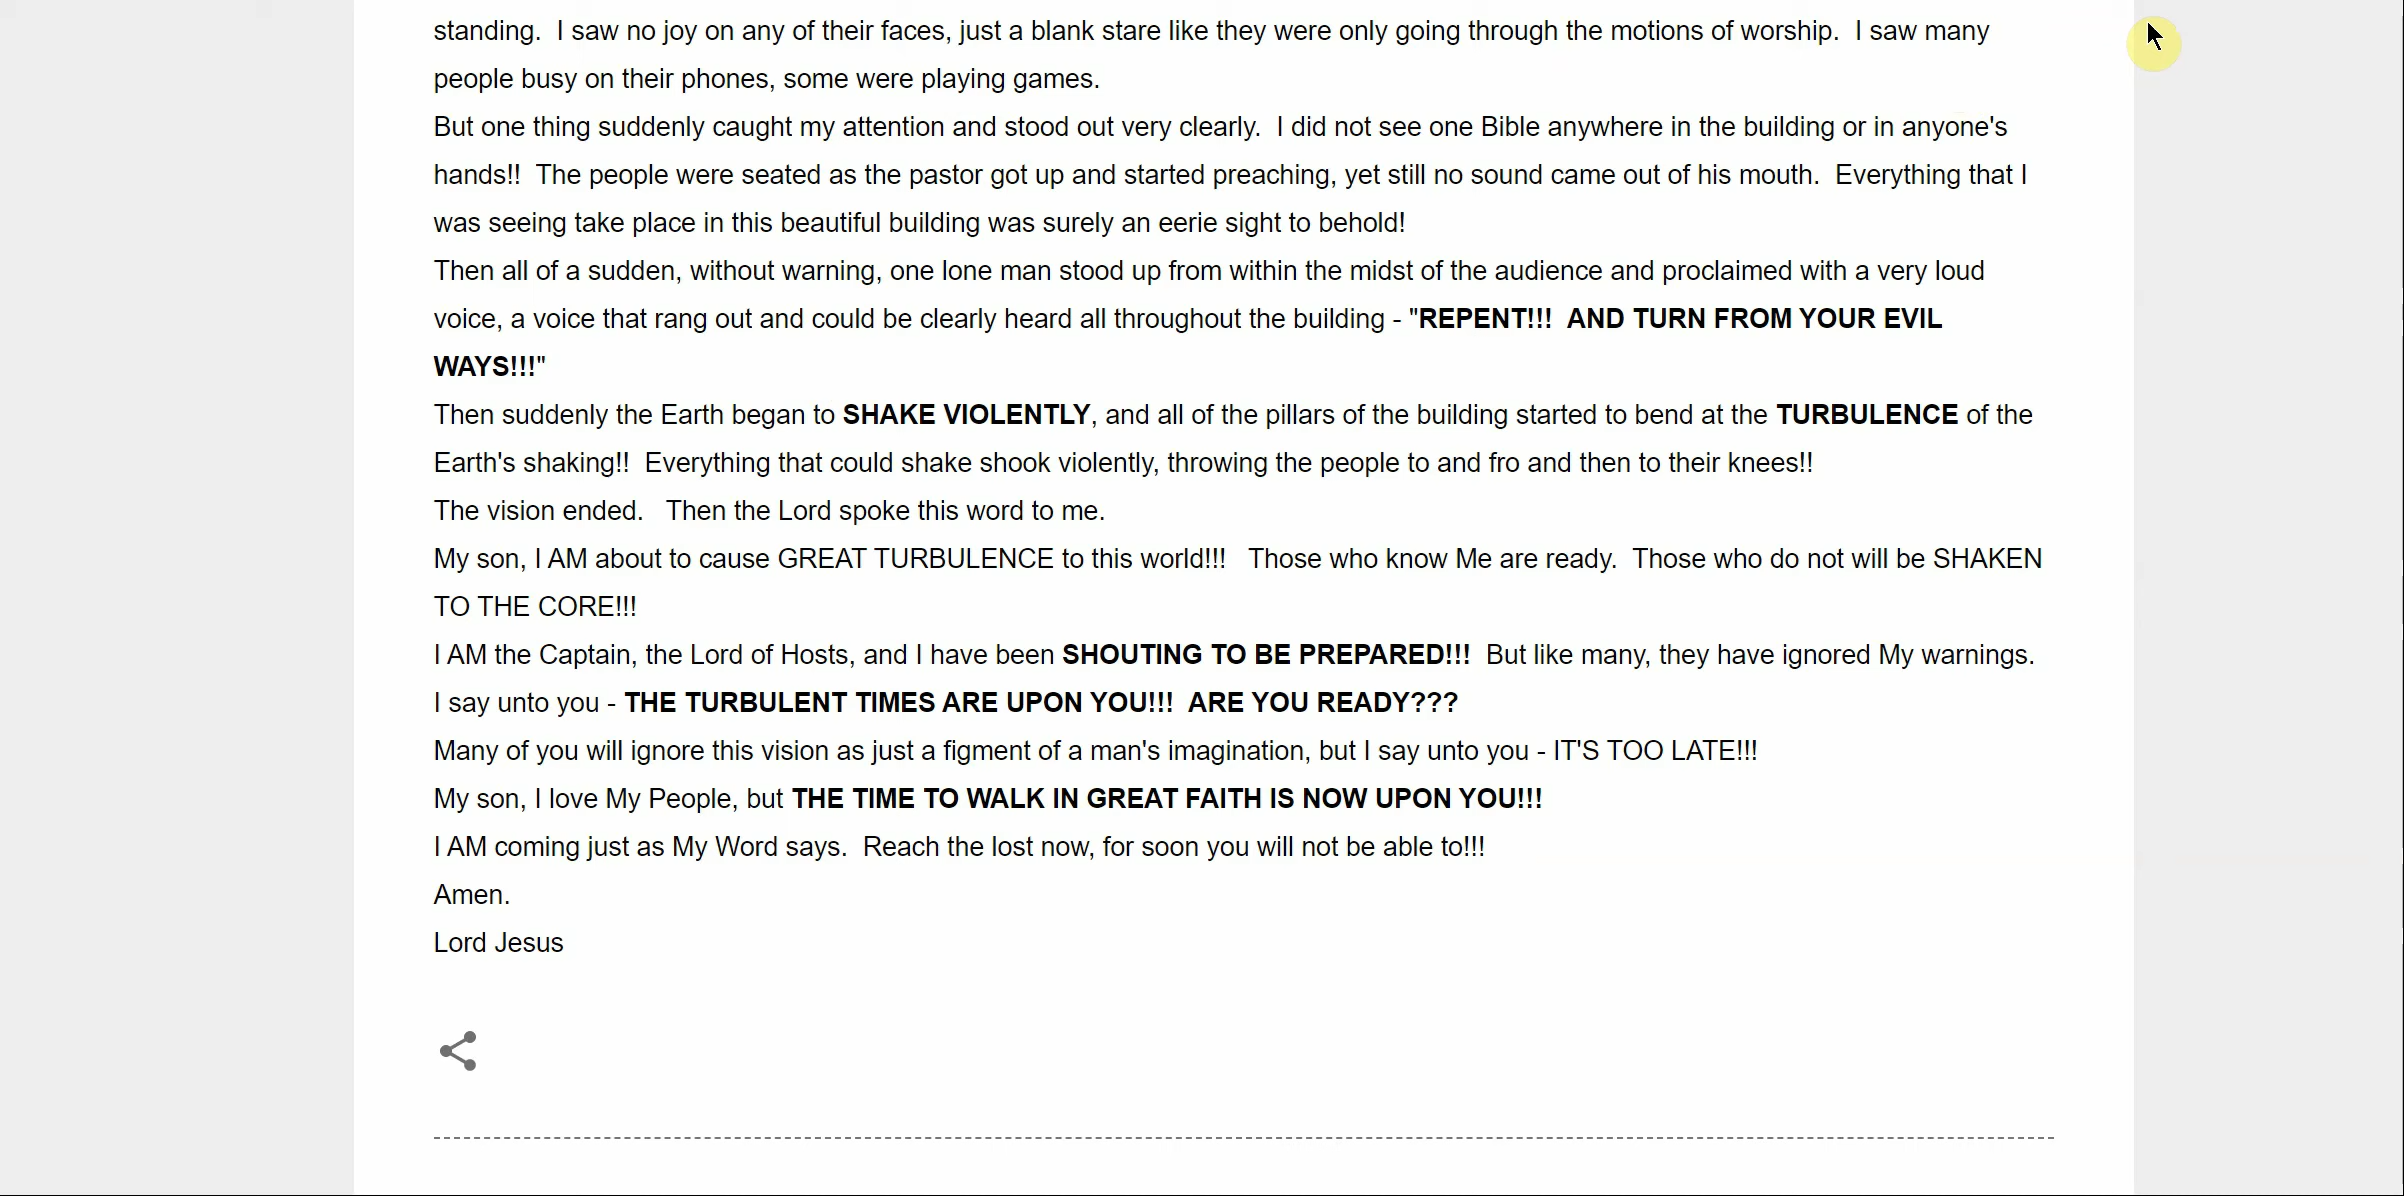 standing.  I saw no joy on any of their faces, just a blank stare like they were only going through the motions of worship.  I saw many
people busy on their phones, some were playing games.
But one thing suddenly caught my attention and stood out very clearly.  I did not see one Bible anywhere in the building or in anyone's
hands!!  The people were seated as the pastor got up and started preaching, yet still no sound came out of his mouth.  Everything that I
was seeing take place in this beautiful building was surely an eerie sight to behold!
Then all of a sudden, without warning, one lone man stood up from within the midst of the audience and proclaimed with a very loud
voice, a voice that rang out and could be clearly heard all throughout the building - "REPENT!!!  AND TURN FROM YOUR EVIL
WAYS!!!"
Then suddenly the Earth began to SHAKE VIOLENTLY, and all of the pillars of the building started to bend at the TURBULENCE of the
Earth's shaking!!  Everything that could shake shook violently, throwing the people to and fro and then to their knees!!
The vision ended.   Then the Lord spoke this word to me.
My son, I AM about to cause GREAT TURBULENCE to this world!!!   Those who know Me are ready.  Those who do not will be SHAKEN
TO THE CORE!!!
I AM the Captain, the Lord of Hosts, and I have been SHOUTING TO BE PREPARED!!!  But like many, they have ignored My warnings.
I say unto you - THE TURBULENT TIMES ARE UPON YOU!!!  ARE YOU READY???
Many of you will ignore this vision as just a figment of a man's imagination, but I say unto you - IT'S TOO LATE!!!
My son, I love My People, but THE TIME TO WALK IN GREAT FAITH IS NOW UPON YOU!!!
I AM coming just as My Word says.  Reach the lost now, for soon you will not be able to!!!
Amen.
Lord Jesus